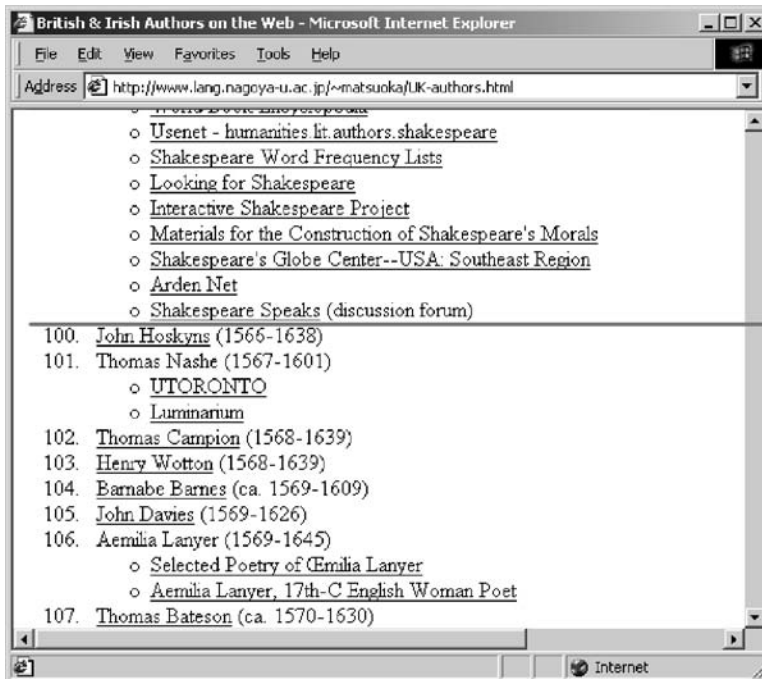 British & Irish Authors on the Web - Microsoft Internet Explorer
File Edit View Favorites Tools Help
Address http://www.lang.nagoya-u.ac.jp/~matsuoka/UK-authors.html
World Book Encyclopedia
Usenet - humanities.lit.authors.shakespeare
Shakespeare Word Frequency Lists
Looking for Shakespeare
Interactive Shakespeare Project
Materials for the Construction of Shakespeare's Morals
Shakespeare's Globe Center--USA: Southeast Region
Arden Net
Shakespeare Speaks (discussion forum)
100. John Hoskyns (1566-1638)
101. Thomas Nashe (1567-1601)
UTORONTO
Luminarium
102. Thomas Campion (1568-1639)
103. Henry Wotton (1568-1639)
104. Barnabe Barnes (ca. 1569-1609)
105. John Davies (1569-1626)
106. Aemilia Lanyer (1569-1645)
Selected Poetry of Œmilia Lanyer
Aemilia Lanyer, 17th-C English Woman Poet
107. Thomas Bateson (ca. 1570-1630)
Internet